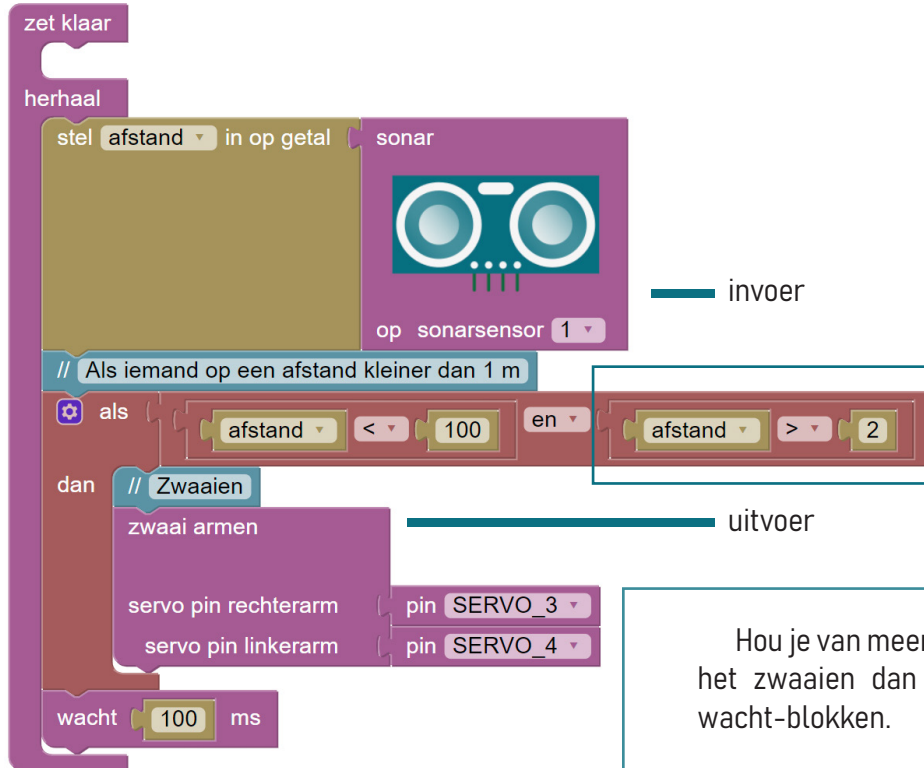 zet klaar
herhaal
stel afstand in op getal sonar
op sonarsensor 1
invoer
// Als iemand op een afstand kleiner dan 1 m
als afstand < 100 en afstand > 2
dan // Zwaaien
zwaai armen
uitvoer
servo pin rechterarm pin SERVO_3
servo pin linkerarm pin SERVO_4
wacht 100 ms
Hou je van meer
het zwaaien dan
wacht-blokken.